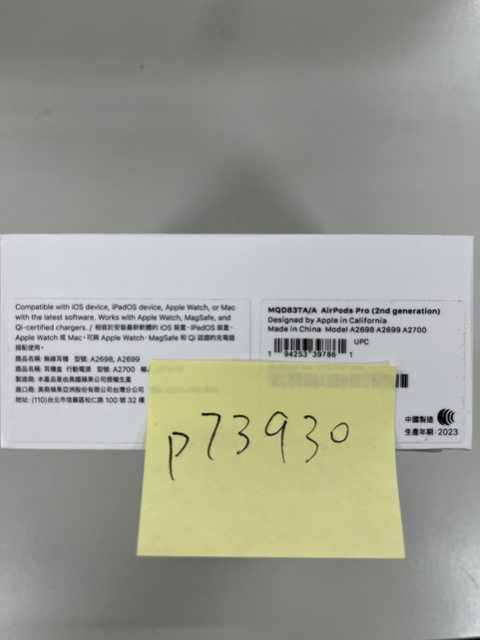 Compatible with iOS device, iPadOS device, Apple Watch, or Mac
with the latest software. Works with Apple Watch, MagSafe, and
Qi-certified chargers. / 相容於安裝最新軟體的 iOS 裝置、iPadOS 裝置、
Apple Watch 或 Mac。可與 Apple Watch、MagSafe 和 Qi 認證的充電器
搭配使用。
商品名稱: 無線耳機 型號: A2698, A2699
商品名稱: 耳機盒 行動電源 型號: A2700
製造商: 本產品是由美國蘋果公司授權生產
進口商: 美商蘋果亞洲股份有限公司台灣分公司
地址: (110)台北市信義區松仁路 100 號 32 樓
MQD83TA/A AirPods Pro (2nd generation)
Designed by Apple in California
Made in China Model A2698 A2699 A2700
UPC
1 94253 39786 1
中國製造
生產年期: 2023
p73930